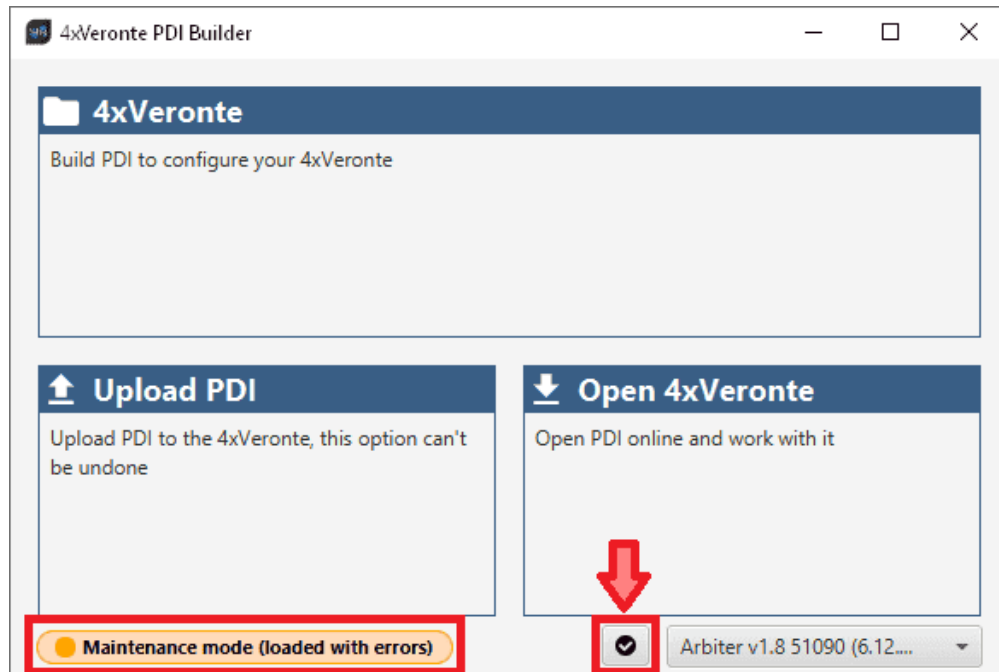 4xVeronte PDI Builder
4xVeronte
Build PDI to configure your 4xVeronte
Upload PDI
Upload PDI to the 4xVeronte, this option can't
be undone
Open 4xVeronte
Open PDI online and work with it
Maintenance mode (loaded with errors)
Arbiter v1.8 51090 (6.12....